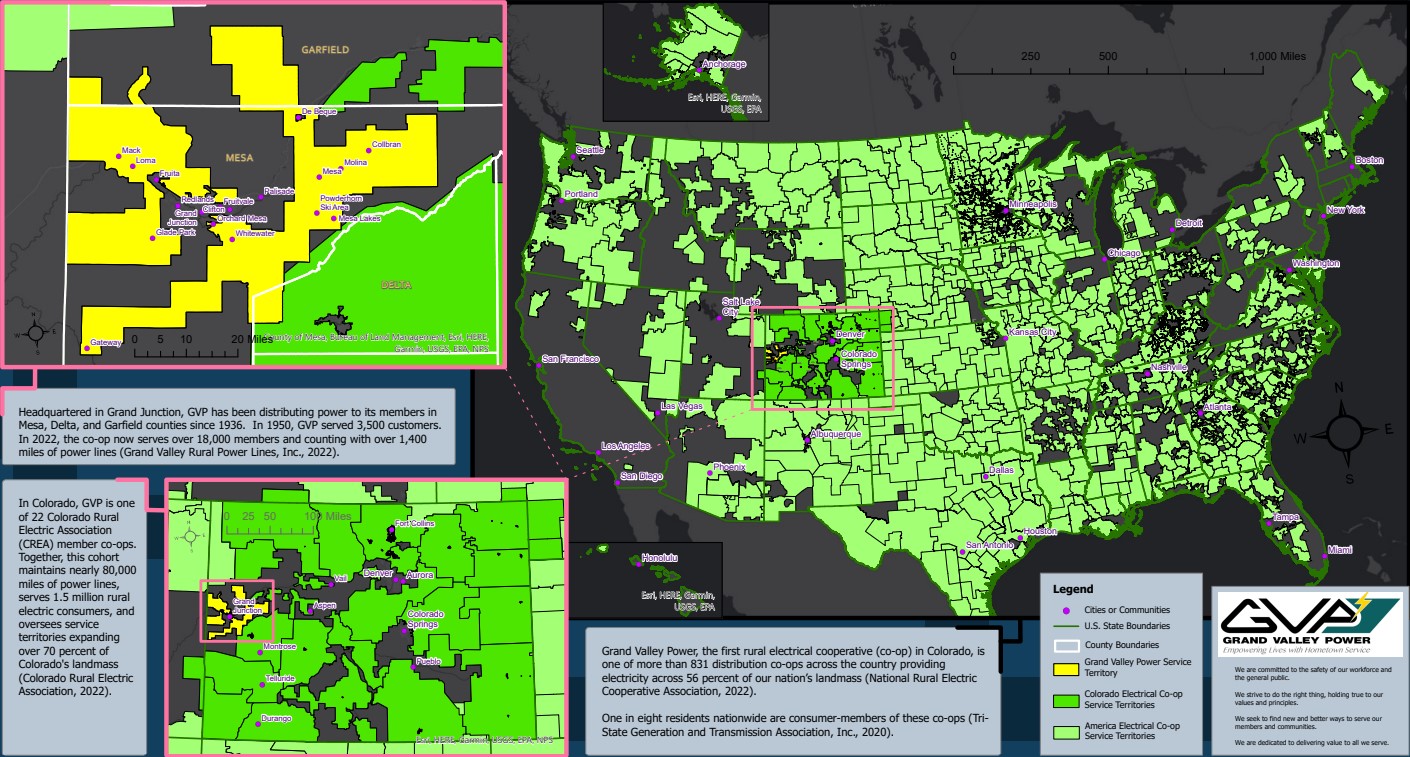 GARFIELD
De Beque
Mack
Loma
MESA
Collbran
Molina
Mesa
Fruita
Palisade
Redlands
Fruitvale
Clifton
Grand
Junction
Orchard Mesa
Powderhorn
Ski Area
Mesa Lakes
Glade Park
Whitewater
DELTA
N
W
E
S
Gateway
0 5 10 20 Miles
County of Mesa, Bureau of Land Management, Esri, HERE,
Garmin, USGS, EPA, NPS
Anchorage
Esri, HERE, Garmin,
USGS, EPA
0 250 500 1,000 Miles
Seattle
Portland
Minneapolis
Boston
New York
Detroit
Chicago
Washington
Salt Lake
City
Denver
Colorado
Springs
Kansas City
San Francisco
Nashville
Las Vegas
Atlanta
Albuquerque
Los Angeles
Phoenix
San Diego
Dallas
Houston
San Antonio
Tampa
Miami
N
W
E
S
Honolulu
Esri, HERE, Garmin,
USGS, EPA
Headquartered in Grand Junction, GVP has been distributing power to its members in
Mesa, Delta, and Garfield counties since 1936. In 1950, GVP served 3,500 customers.
In 2022, the co-op now serves over 18,000 members and counting with over 1,400
miles of power lines (Grand Valley Rural Power Lines, Inc., 2022).
In Colorado, GVP is one
of 22 Colorado Rural
Electric Association
(CREA) member co-ops.
Together, this cohort
maintains nearly 80,000
miles of power lines,
serves 1.5 million rural
electric consumers, and
oversees service
territories expanding
over 70 percent of
Colorado's landmass
(Colorado Rural Electric
Association, 2022).
0 25 50 100 Miles
Fort Collins
Vail
Denver
Aurora
Grand
Junction
Aspen
Colorado
Springs
Montrose
Pueblo
Telluride
Durango
Esri, HERE, Garmin, USGS, EPA, NPS
Grand Valley Power, the first rural electrical cooperative (co-op) in Colorado, is
one of more than 831 distribution co-ops across the country providing
electricity across 56 percent of our nation's landmass (National Rural Electric
Cooperative Association, 2022).
One in eight residents nationwide are consumer-members of these co-ops (Tri-
State Generation and Transmission Association, Inc., 2020).
Legend
Cities or Communities
U.S. State Boundaries
County Boundaries
Grand Valley Power Service
Territory
Colorado Electrical Co-op
Service Territories
America Electrical Co-op
Service Territories
GVP
GRAND VALLEY POWER
Empowering Lives with Hometown Service
We are committed to the safety of our workforce and
the general public.
We strive to do the right thing, holding true to our
values and principles.
We seek to find new and better ways to serve our
members and communities.
We are dedicated to delivering value to all we serve.